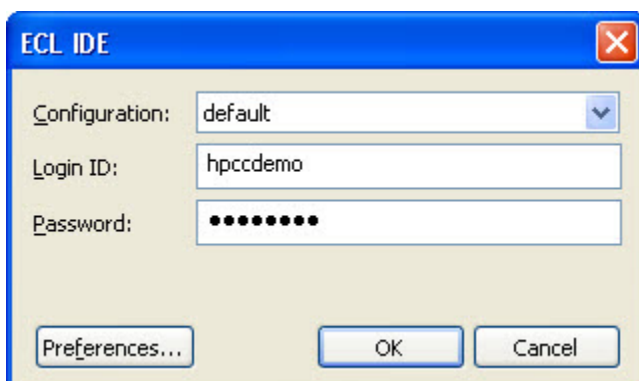 ECL IDE
Configuration: default
Login ID: hpccdemo
Password: ●●●●●●●●
Preferences... OK Cancel